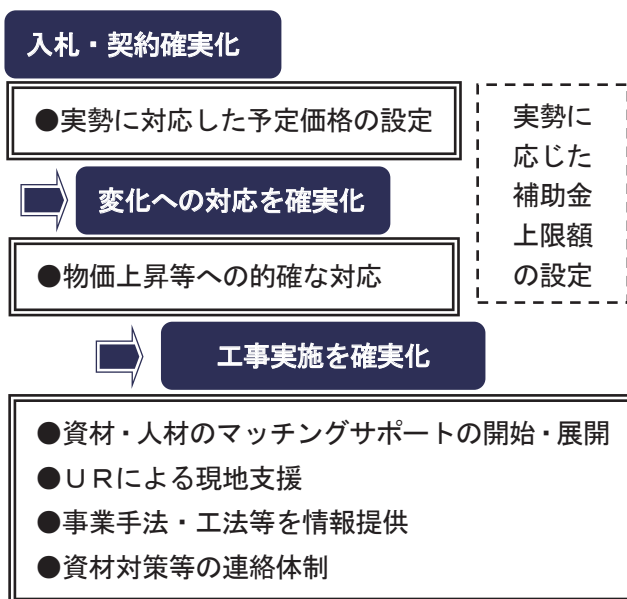 入札・契約確実化
●実勢に対応した予定価格の設定
実勢に
応じた
補助金
上限額
の設定
変化への対応を確実化
●物価上昇等への的確な対応
工事実施を確実化
●資材・人材のマッチングサポートの開始・展開
●ＵＲによる現地支援
●事業手法・工法等を情報提供
●資材対策等の連絡体制